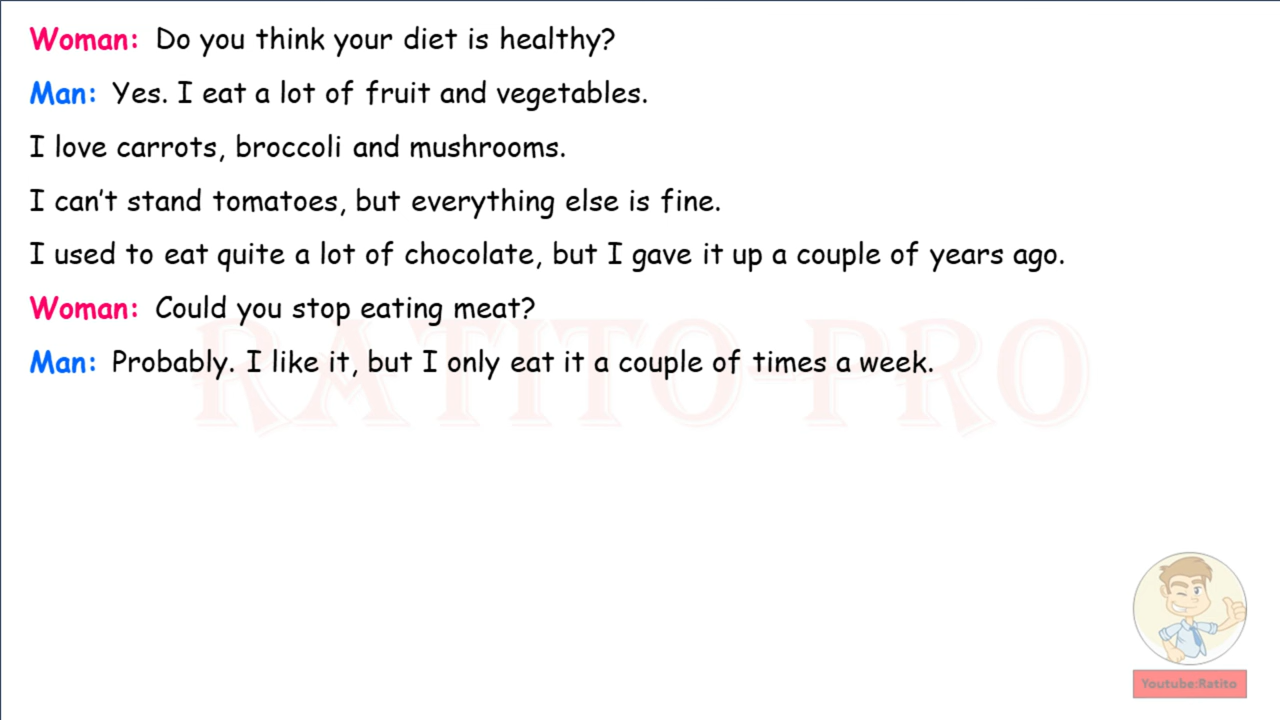 Woman: Do you think your diet is healthy?
Man: Yes. I eat a lot of fruit and vegetables.
I love carrots, broccoli and mushrooms.
I can't stand tomatoes, but everything else is fine.
I used to eat quite a lot of chocolate, but I gave it up a couple of years ago.
Woman: Could you stop eating meat?
Man: Probably. I like it, but I only eat it a couple of times a week.
RATITO-PRO
Youtube:Ratito